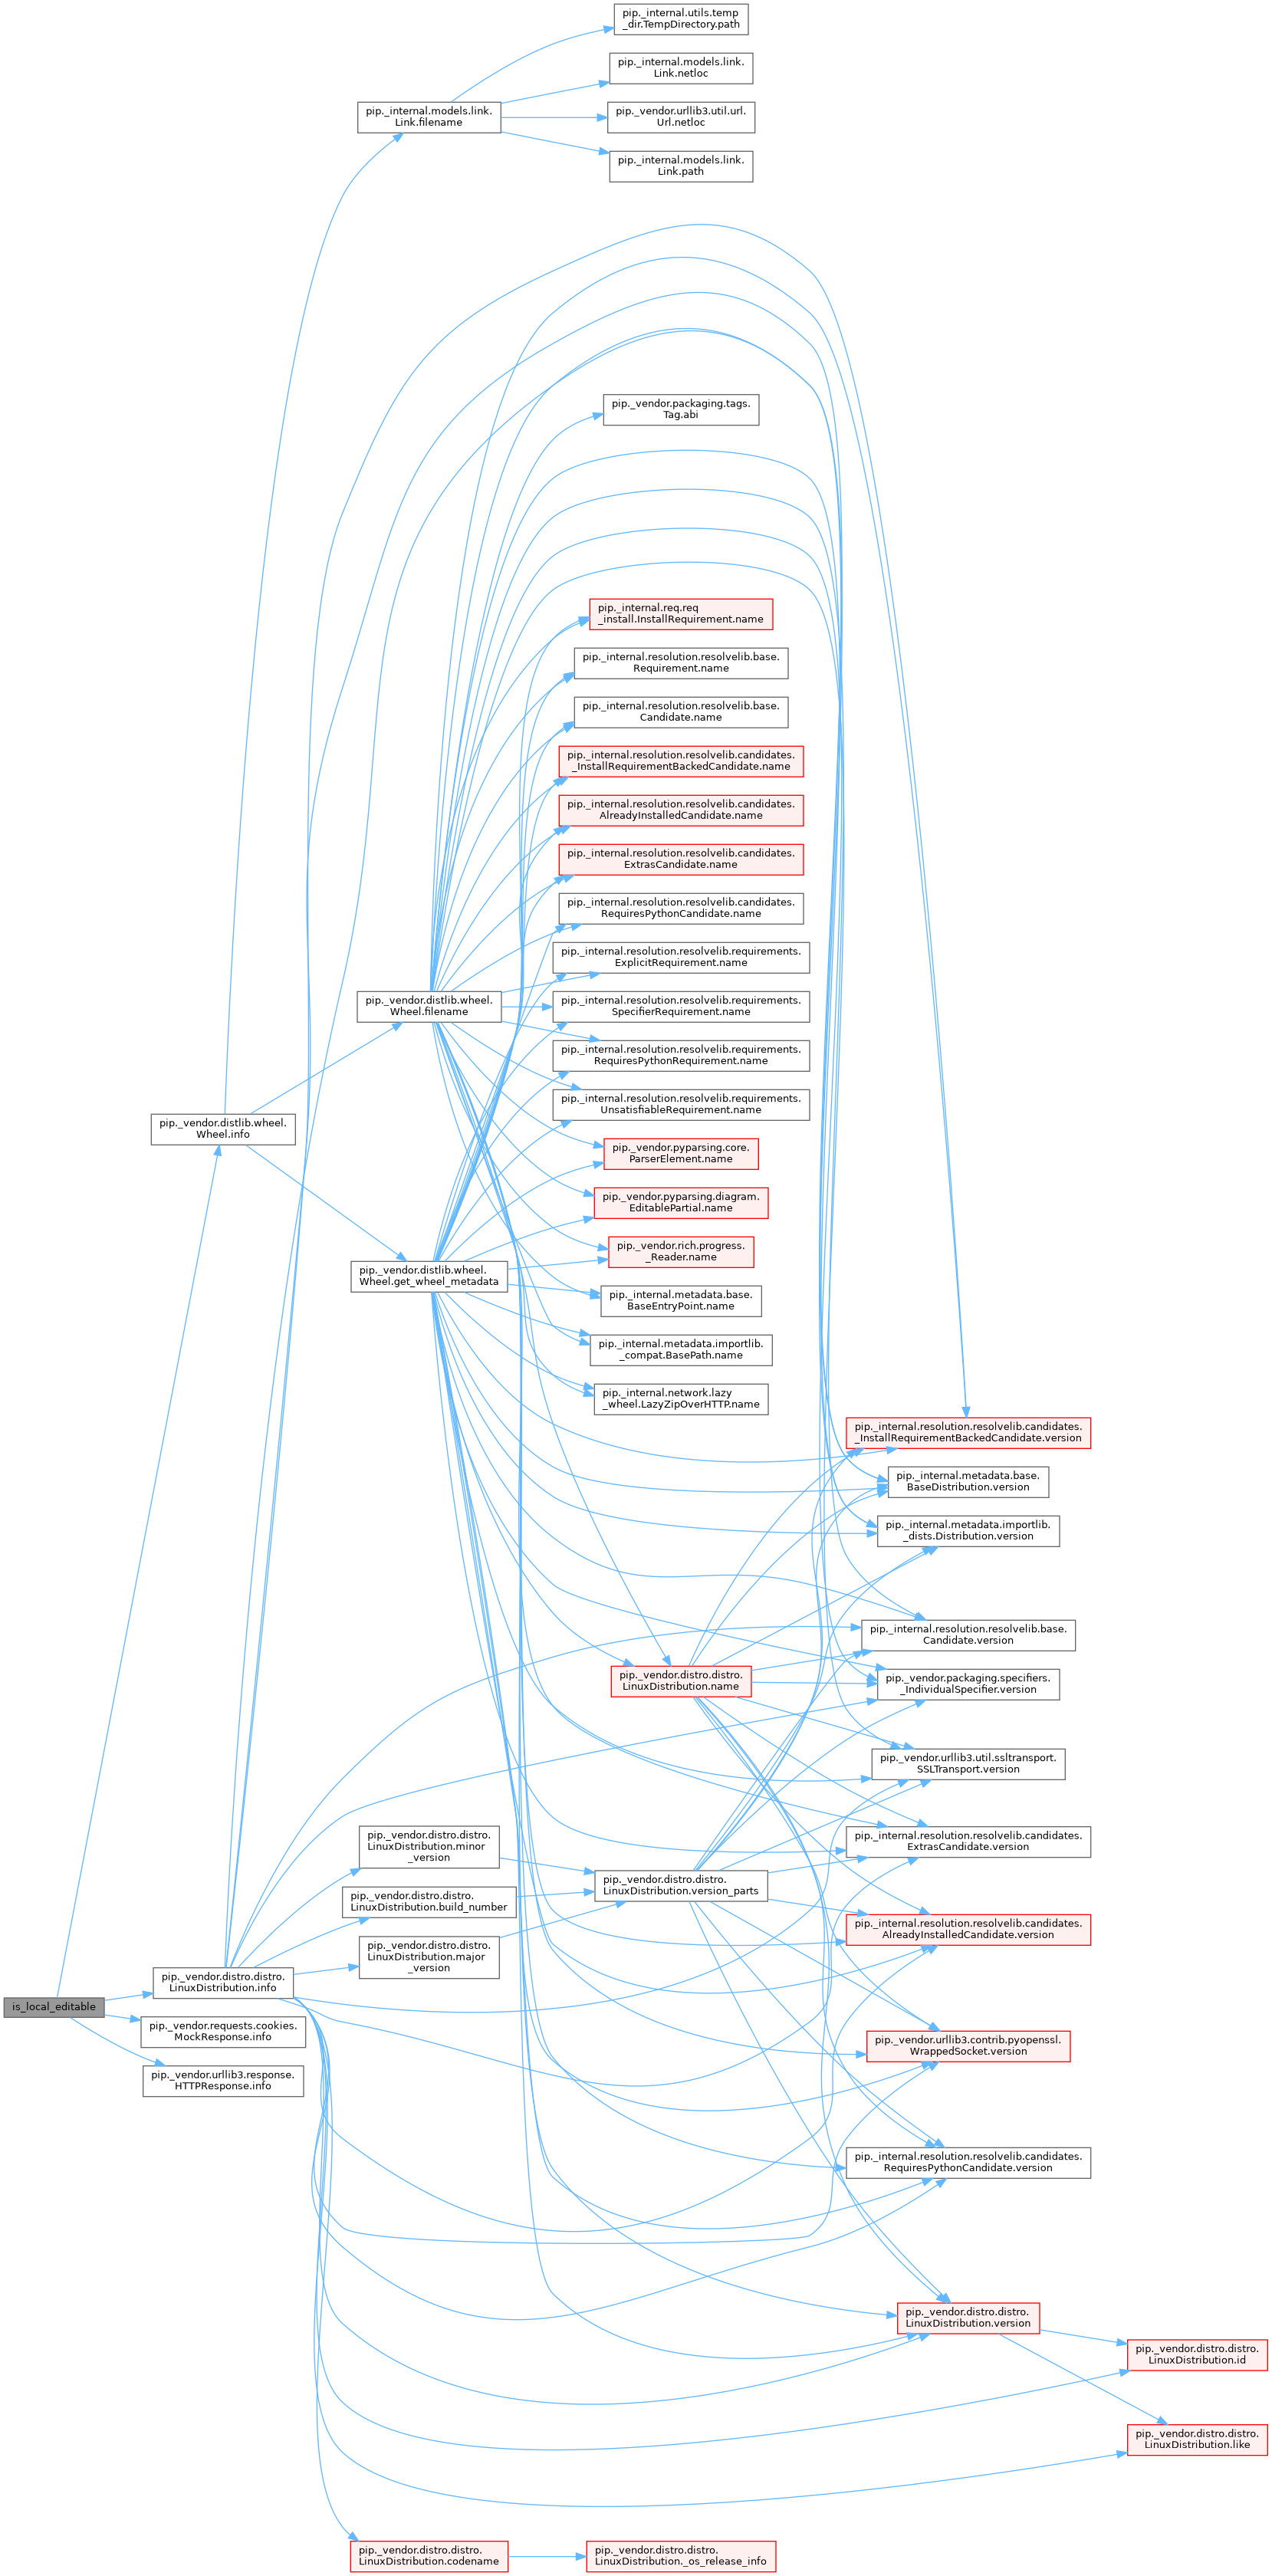 pip._internal.utils.temp
_dir.TempDirectory.path
pip._internal.models.link.
Link.netloc
pip._internal.models.link.
Link.filename
pip._vendor.urllib3.util.url.
Url.netloc
pip._internal.models.link.
Link.path
pip._vendor.packaging.tags.
Tag.abi
pip._internal.req.req
_install.InstallRequirement.name
pip._internal.resolution.resolvelib.base.
Requirement.name
pip._internal.resolution.resolvelib.base.
Candidate.name
pip._internal.resolution.resolvelib.candidates.
_InstallRequirementBackedCandidate.name
pip._internal.resolution.resolvelib.candidates.
AlreadyInstalledCandidate.name
pip._internal.resolution.resolvelib.candidates.
ExtrasCandidate.name
pip._internal.resolution.resolvelib.candidates.
RequiresPythonCandidate.name
pip._internal.resolution.resolvelib.requirements.
ExplicitRequirement.name
pip._vendor.distlib.wheel.
Wheel.filename
pip._internal.resolution.resolvelib.requirements.
SpecifierRequirement.name
pip._internal.resolution.resolvelib.requirements.
RequiresPythonRequirement.name
pip._internal.resolution.resolvelib.requirements.
UnsatisfiableRequirement.name
pip._vendor.distlib.wheel.
Wheel.info
pip._vendor.pyparsing.core.
ParserElement.name
pip._vendor.pyparsing.diagram.
EditablePartial.name
pip._vendor.rich.progress.
_Reader.name
pip._vendor.distlib.wheel.
Wheel.get_wheel_metadata
pip._internal.metadata.base.
BaseEntryPoint.name
pip._internal.metadata.importlib.
_compat.BasePath.name
pip._internal.network.lazy
_wheel.LazyZipOverHTTP.name
pip._internal.resolution.resolvelib.candidates.
_InstallRequirementBackedCandidate.version
pip._internal.metadata.base.
BaseDistribution.version
pip._internal.metadata.importlib.
_dists.Distribution.version
pip._internal.resolution.resolvelib.base.
Candidate.version
pip._vendor.distro.distro.
LinuxDistribution.name
pip._vendor.packaging.specifiers.
_IndividualSpecifier.version
pip._vendor.urllib3.util.ssltransport.
SSLTransport.version
pip._vendor.distro.distro.
LinuxDistribution.minor
_version
pip._internal.resolution.resolvelib.candidates.
ExtrasCandidate.version
pip._vendor.distro.distro.
LinuxDistribution.version_parts
pip._vendor.distro.distro.
LinuxDistribution.build_number
pip._internal.resolution.resolvelib.candidates.
AlreadyInstalledCandidate.version
pip._vendor.distro.distro.
LinuxDistribution.major
_version
pip._vendor.distro.distro.
LinuxDistribution.info
is_local_editable
pip._vendor.requests.cookies.
MockResponse.info
pip._vendor.urllib3.contrib.pyopenssl.
WrappedSocket.version
pip._vendor.urllib3.response.
HTTPResponse.info
pip._internal.resolution.resolvelib.candidates.
RequiresPythonCandidate.version
pip._vendor.distro.distro.
LinuxDistribution.version
pip._vendor.distro.distro.
LinuxDistribution.id
pip._vendor.distro.distro.
LinuxDistribution.like
pip._vendor.distro.distro.
LinuxDistribution.codename
pip._vendor.distro.distro.
LinuxDistribution._os_release_info